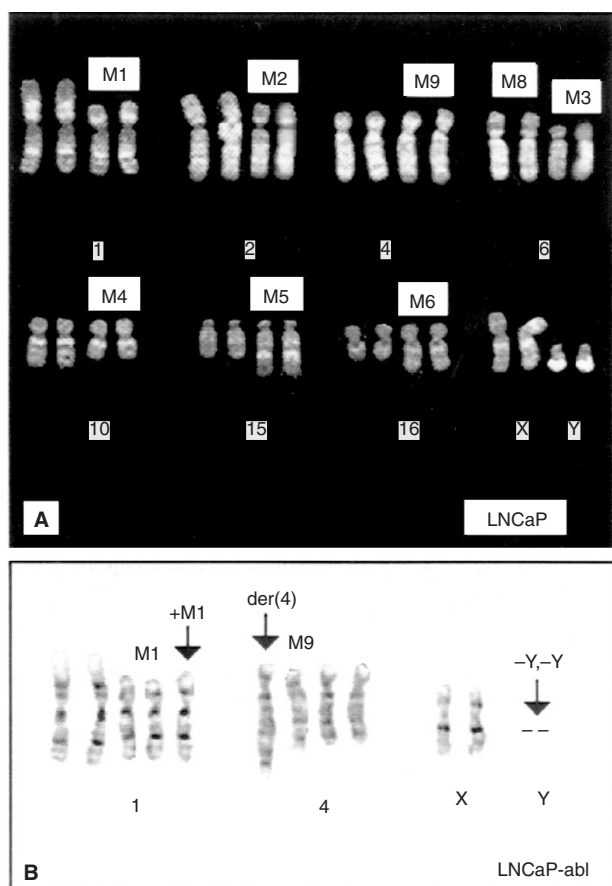 M1
M2
M9
M8
M3
1
2
4
6
M4
M5
M6
10
15
16
X
Y
A
LNCaP
+M1
der(4)
M1
M9
–Y,–Y
– –
1
4
X
Y
B
LNCaP-abl